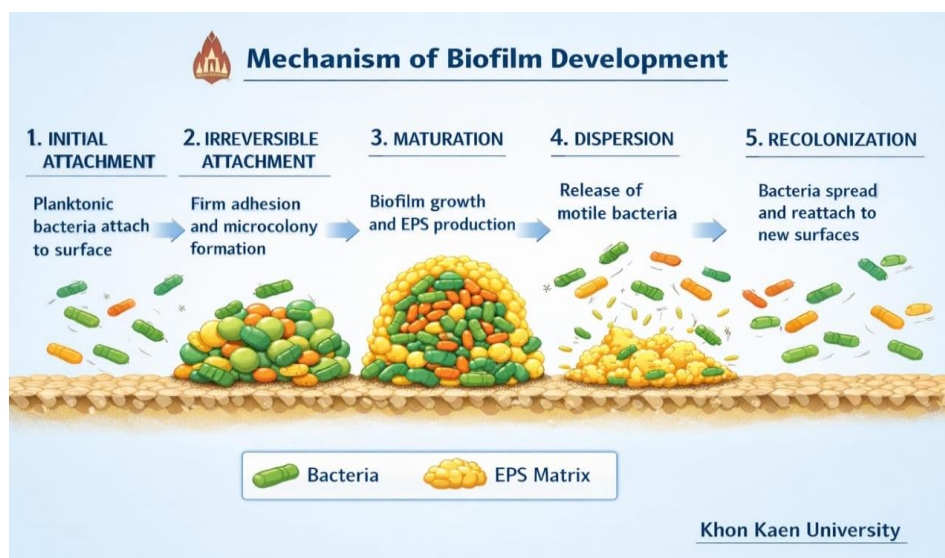 Mechanism of Biofilm Development
1. INITIAL
ATTACHMENT
Planktonic
bacteria attach
to surface
2. IRREVERSIBLE
ATTACHMENT
Firm adhesion
and microcolony
formation
3. MATURATION
Biofilm growth
and EPS production
4. DISPERSION
Release of
motile bacteria
5. RECOLONIZATION
Bacteria spread
and reattach to
new surfaces
Bacteria
EPS Matrix
Khon Kaen University